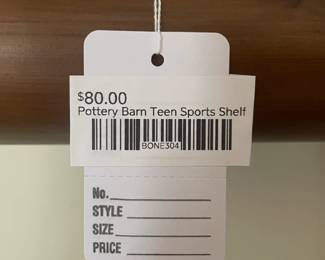 $80.00
Pottery Barn Teen Sports Shelf
BONE304
No.
STYLE
SIZE
PRICE